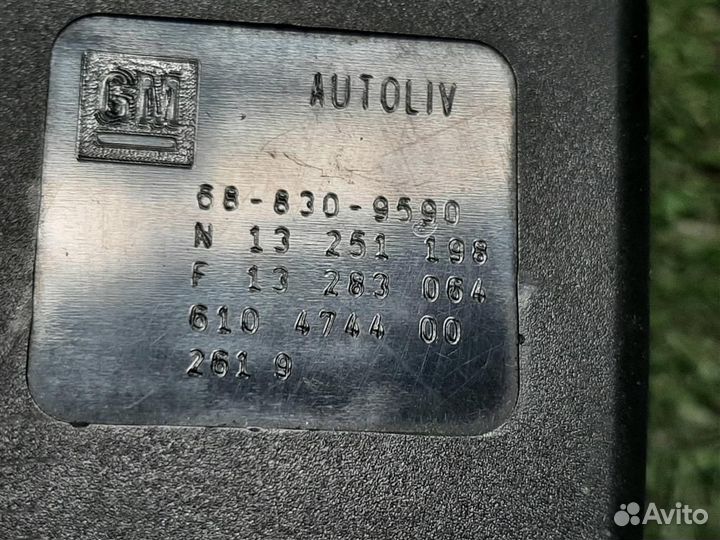 GM AUTOLIV
68-830-9590
N 13 251 198
F 13 283 064
610 4744 00
261 9
Avito